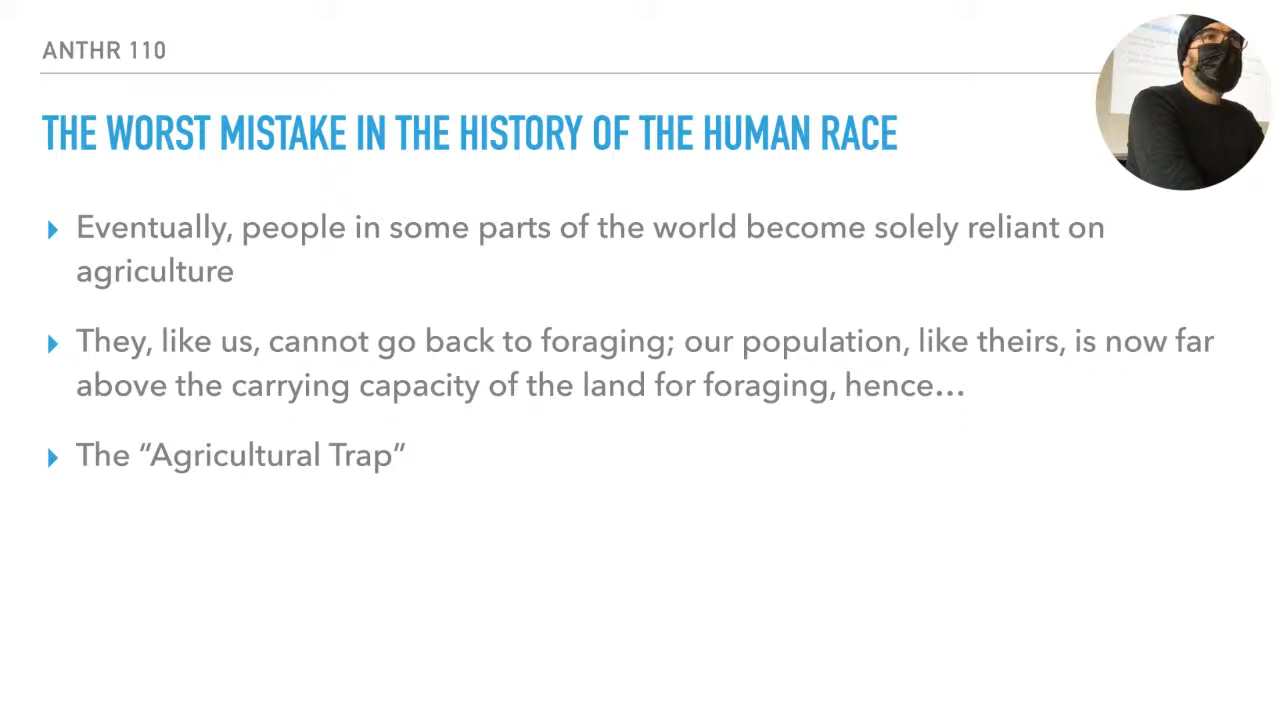 ANTHR 110
THE WORST MISTAKE IN THE HISTORY OF THE HUMAN RACE
▸ Eventually, people in some parts of the world become solely reliant on
agriculture
▸ They, like us, cannot go back to foraging; our population, like theirs, is now far
above the carrying capacity of the land for foraging, hence…
▸ The “Agricultural Trap”